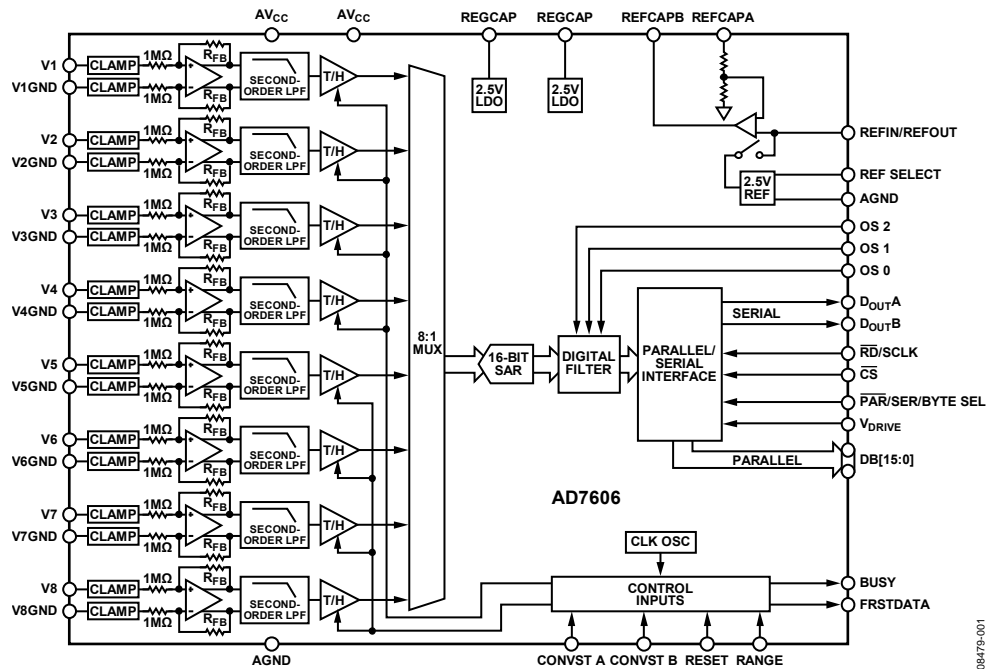 AVCC AVCC REGCAP REGCAP REFCAPB REFCAPA
V1 CLAMP 1MΩ RFB
V1GND CLAMP 1MΩ RFB SECOND-ORDER LPF T/H
2.5V LDO 2.5V LDO
V2 CLAMP 1MΩ RFB
V2GND CLAMP 1MΩ RFB SECOND-ORDER LPF T/H
REFIN/REFOUT
2.5V REF
REF SELECT
AGND
V3 CLAMP 1MΩ RFB
V3GND CLAMP 1MΩ RFB SECOND-ORDER LPF T/H
OS 2
OS 1
OS 0
V4 CLAMP 1MΩ RFB
V4GND CLAMP 1MΩ RFB SECOND-ORDER LPF T/H
8:1 MUX
16-BIT SAR
DIGITAL FILTER
PARALLEL/SERIAL INTERFACE
SERIAL
DOUTA
DOUTB
R̅D̅/SCLK
C̅S̅
P̅A̅R̅/SER/BYTE SEL
VDRIVE
PARALLEL
DB[15:0]
V5 CLAMP 1MΩ RFB
V5GND CLAMP 1MΩ RFB SECOND-ORDER LPF T/H
V6 CLAMP 1MΩ RFB
V6GND CLAMP 1MΩ RFB SECOND-ORDER LPF T/H
AD7606
V7 CLAMP 1MΩ RFB
V7GND CLAMP 1MΩ RFB SECOND-ORDER LPF T/H
CLK OSC
V8 CLAMP 1MΩ RFB
V8GND CLAMP 1MΩ RFB SECOND-ORDER LPF T/H
CONTROL INPUTS
BUSY
FRSTDATA
AGND CONVST A CONVST B RESET RANGE
08479-001